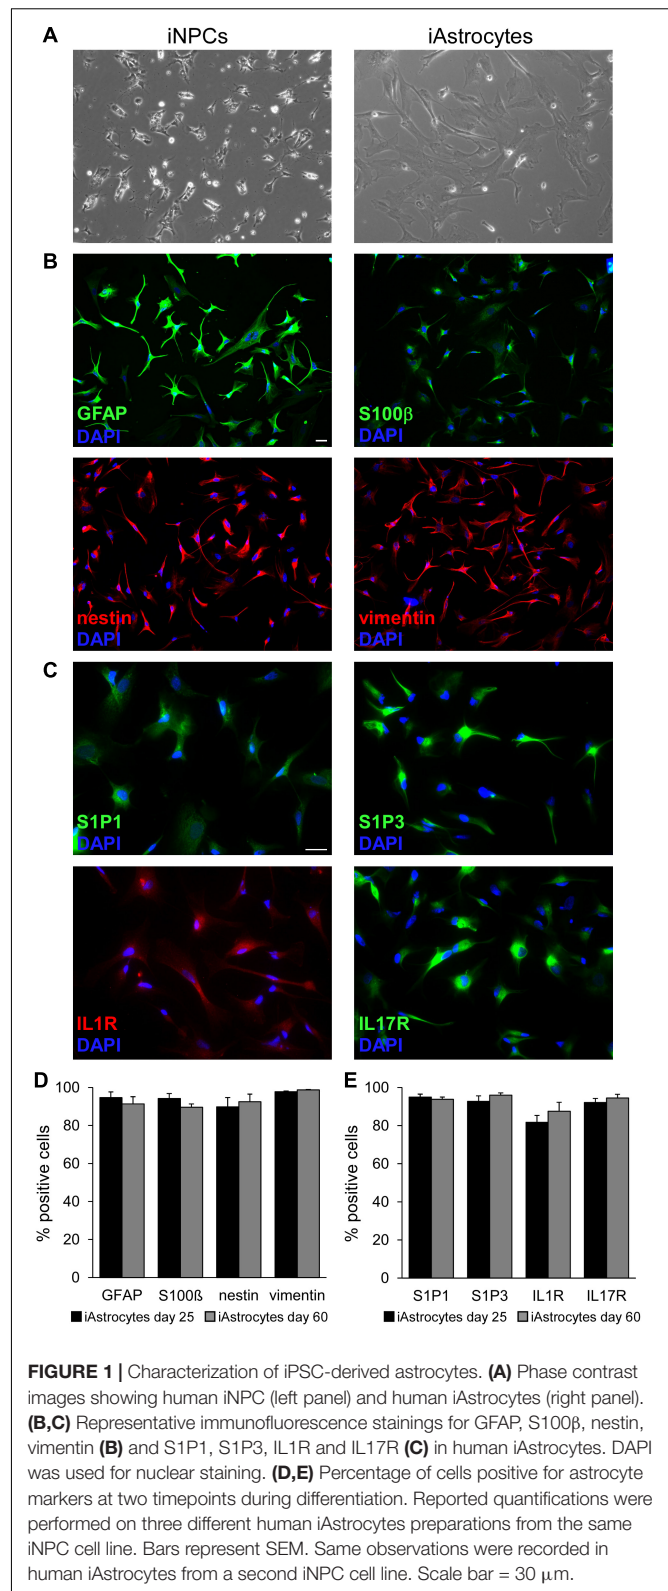 A
iNPCs
iAstrocytes
B
GFAP
DAPI
S100β
DAPI
nestin
DAPI
vimentin
DAPI
C
S1P1
DAPI
S1P3
DAPI
IL1R
DAPI
IL17R
DAPI
D
% positive cells
100
80
60
40
20
0
GFAP S100ß nestin vimentin
iAstrocytes day 25 iAstrocytes day 60
E
% positive cells
100
80
60
40
20
0
S1P1 S1P3 IL1R IL17R
iAstrocytes day 25 iAstrocytes day 60
FIGURE 1 | Characterization of iPSC-derived astrocytes. (A) Phase contrast
images showing human iNPC (left panel) and human iAstrocytes (right panel).
(B,C) Representative immunofluorescence stainings for GFAP, S100β, nestin,
vimentin (B) and S1P1, S1P3, IL1R and IL17R (C) in human iAstrocytes. DAPI
was used for nuclear staining. (D,E) Percentage of cells positive for astrocyte
markers at two timepoints during differentiation. Reported quantifications were
performed on three different human iAstrocytes preparations from the same
iNPC cell line. Bars represent SEM. Same observations were recorded in
human iAstrocytes from a second iNPC cell line. Scale bar = 30 μm.